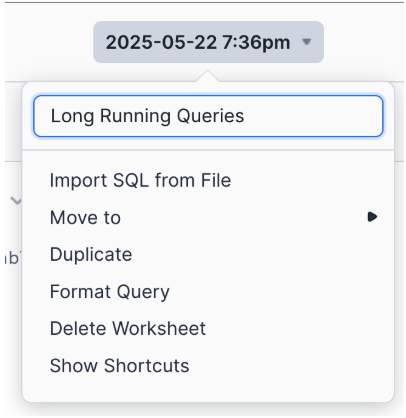 2025-05-22 7:36pm
Long Running Queries
Import SQL from File
Move to
Duplicate
Format Query
Delete Worksheet
Show Shortcuts